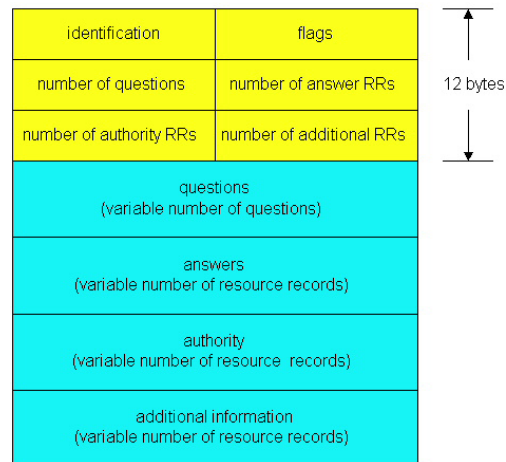 identification
flags
number of questions
number of answer RRs
12 bytes
number of authority RRs
number of additional RRs
questions
(variable number of questions)
answers
(variable number of resource records)
authority
(variable number of resource records)
additional information
(variable number of resource records)